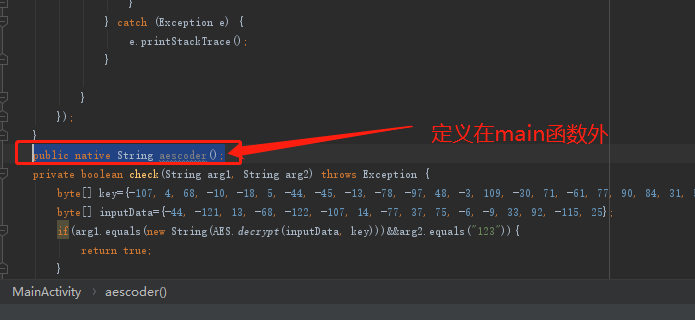 }
} catch (Exception e) {
e.printStackTrace();
}
}
});
}
定义在main函数外
public native String aescoder();
private boolean check(String arg1, String arg2) throws Exception {
byte[] key={-107, 4, 68, -10, -18, 5, -44, -45, -13, -78, -97, 48, -3, 109, -30, 71, -61, 77, 90, 84, 31,
byte[] inputData={-44, -121, 13, -68, -122, -107, 14, -77, 37, 75, -6, -9, 33, 92, -115, 25};
if(arg1.equals(new String(AES.decrypt(inputData, key)))&&arg2.equals("123")){
return true;
}
MainActivity › aescoder()